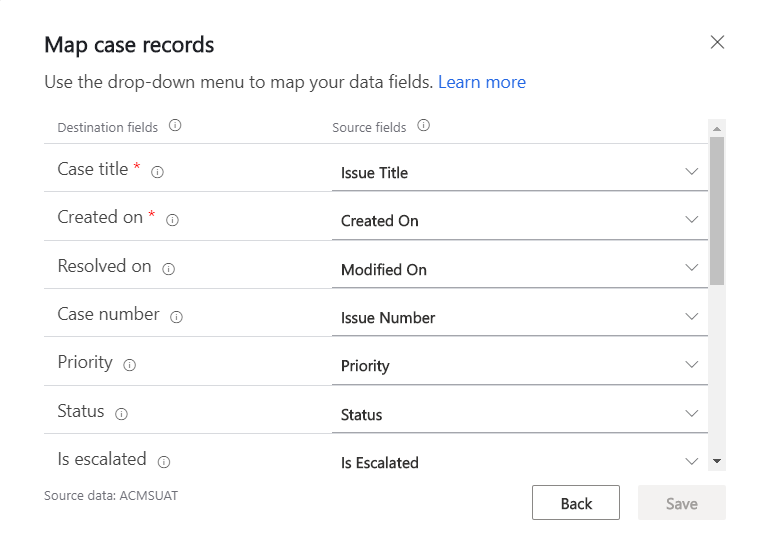 Map case records
Use the drop-down menu to map your data fields. Learn more
Destination fields Source fields
Case title * Issue Title
Created on * Created On
Resolved on Modified On
Case number Issue Number
Priority Priority
Status Status
Is escalated Is Escalated
Source data: ACMSUAT
Back Save